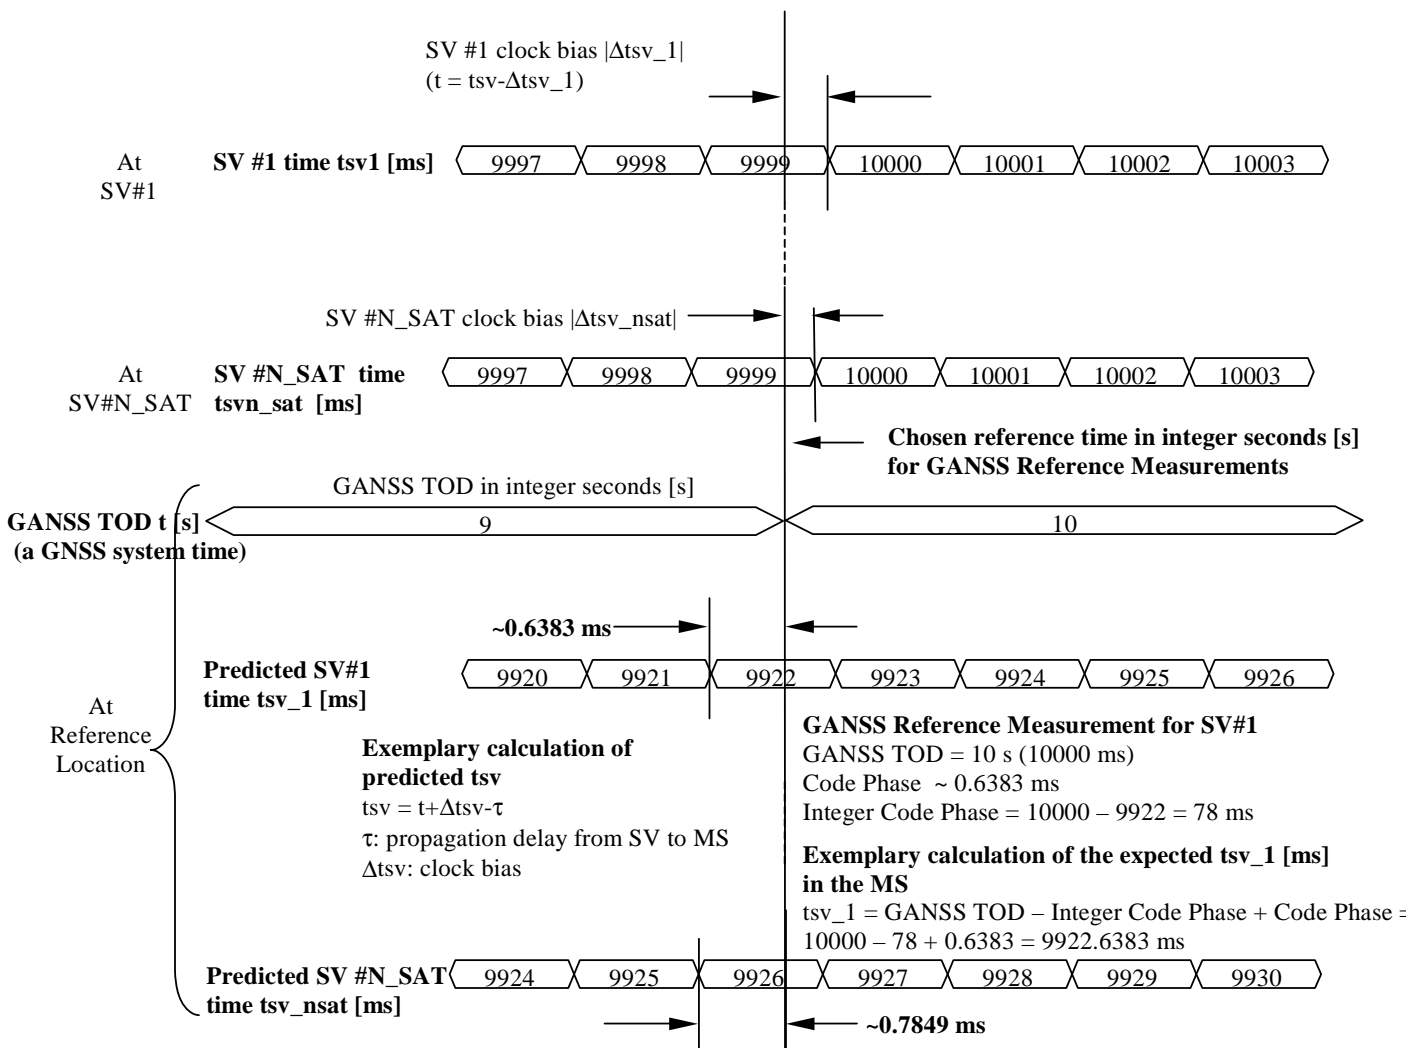 SV #1 clock bias |Δtsv_1|
(t = tsv-Δtsv_1)
At
SV#1
SV #1 time tsv1 [ms]
9997 9998 9999 10000 10001 10002 10003
SV #N_SAT clock bias |Δtsv_nsat|
At
SV#N_SAT
SV #N_SAT time
tsvn_sat [ms]
9997 9998 9999 10000 10001 10002 10003
Chosen reference time in integer seconds [s]
for GANSS Reference Measurements
GANSS TOD in integer seconds [s]
GANSS TOD t [s]
(a GNSS system time)
9 10
~0.6383 ms
At
Reference
Location
Predicted SV#1
time tsv_1 [ms]
9920 9921 9922 9923 9924 9925 9926
Exemplary calculation of
predicted tsv
tsv = t+Δtsv-τ
τ: propagation delay from SV to MS
Δtsv: clock bias
GANSS Reference Measurement for SV#1
GANSS TOD = 10 s (10000 ms)
Code Phase ~ 0.6383 ms
Integer Code Phase = 10000 – 9922 = 78 ms
Exemplary calculation of the expected tsv_1 [ms]
in the MS
tsv_1 = GANSS TOD – Integer Code Phase + Code Phase =
10000 – 78 + 0.6383 = 9922.6383 ms
Predicted SV #N_SAT
time tsv_nsat [ms]
9924 9925 9926 9927 9928 9929 9930
~0.7849 ms